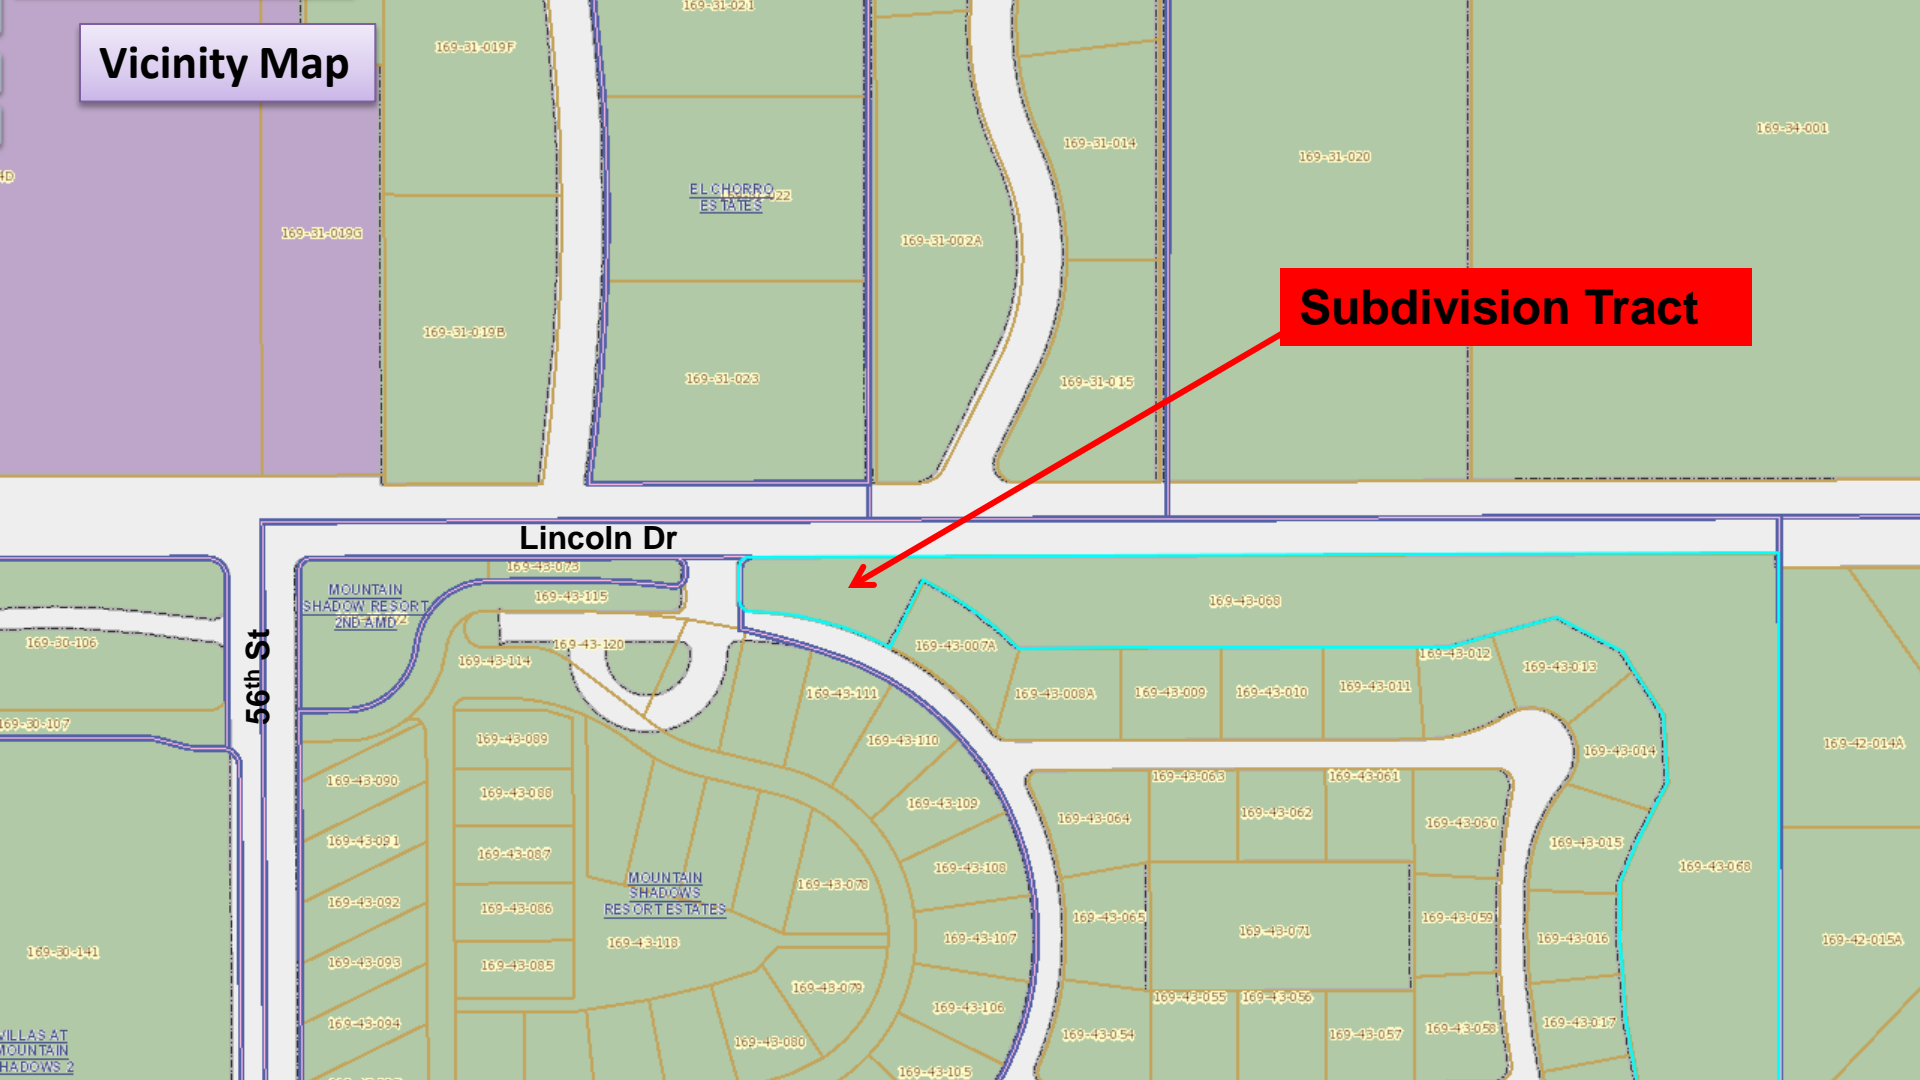 169-31-021
Vicinity Map
169-31-019F
169-34-001
169-31-014
169-31-020
4D
EL CHORRO
ESTATES
169-31-019G
169-31-002A
Subdivision Tract
169-31-019B
169-31-023
169-31-015
Lincoln Dr
169-43-073
MOUNTAIN
SHADOW RESORT
2ND AMD
169-43-115
169-43-068
169-30-106
169-43-120
169-43-007A
169-43-012
169-43-114
169-43-013
56th St
169-43-111
169-43-008A
169-43-009
169-43-010
169-43-011
169-30-107
169-43-089
169-43-110
169-43-014
169-42-014A
169-43-090
169-43-063
169-43-061
169-43-088
169-43-109
169-43-064
169-43-062
169-43-060
169-43-091
169-43-087
169-43-015
169-43-108
169-43-068
MOUNTAIN
SHADOWS
RESORT ESTATES
169-43-078
169-43-092
169-43-086
169-43-065
169-43-059
169-43-071
169-43-107
169-43-016
169-42-015A
169-43-118
169-30-141
169-43-093
169-43-085
169-43-079
169-43-055
169-43-056
169-43-106
169-43-094
169-43-054
169-43-057
169-43-058
169-43-017
VILLAS AT
MOUNTAIN
SHADOWS 2
169-43-080
169-43-105